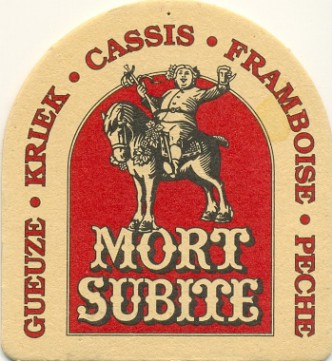 GUEUZE • KRIEK • CASSIS • FRAMBOISE • PECHE
MORT
SUBITE